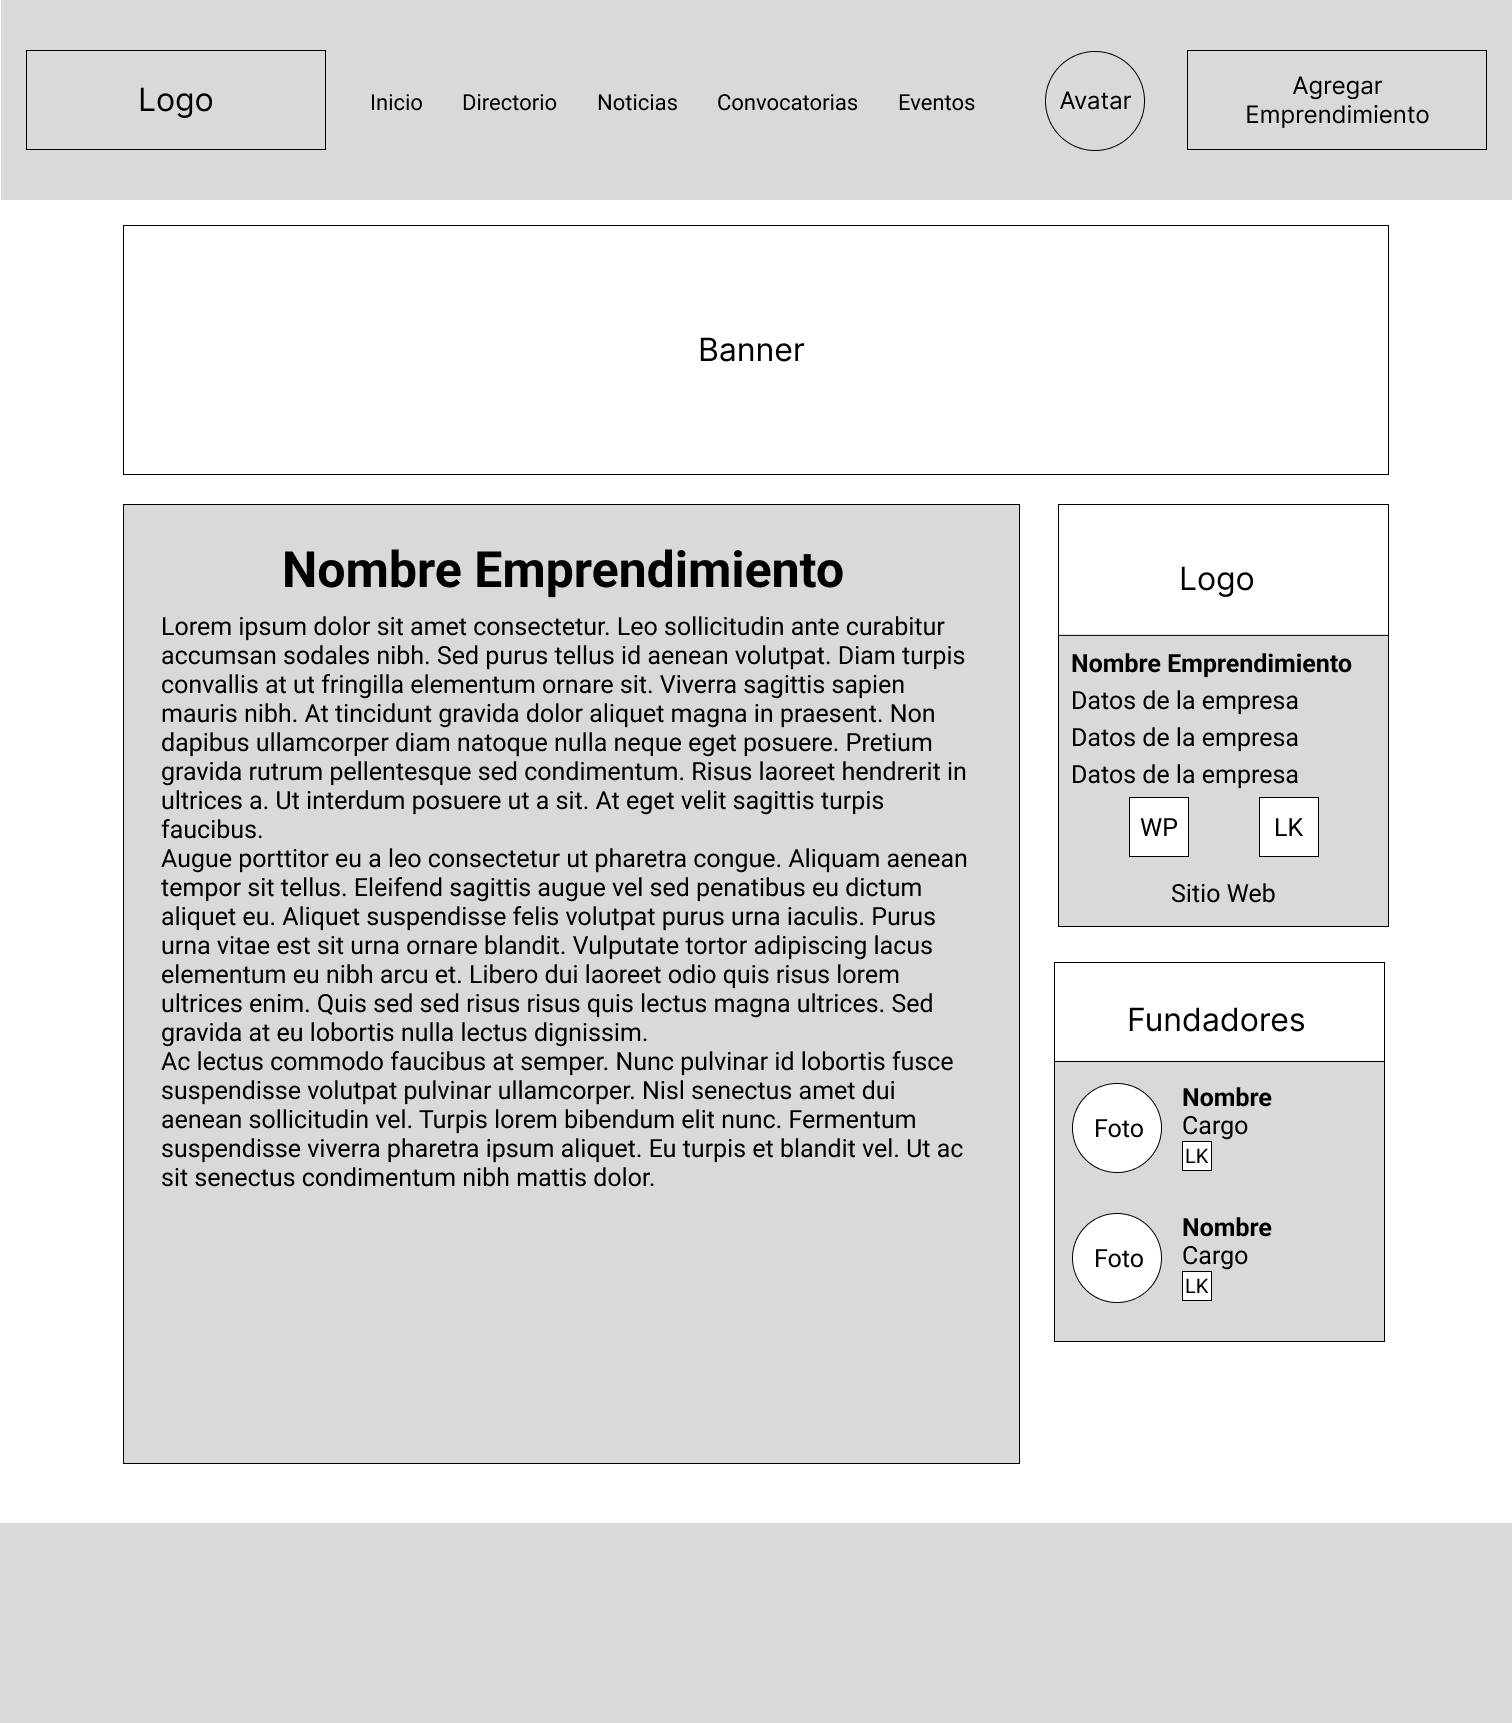 Logo
Inicio Directorio Noticias Convocatorias Eventos
Avatar
Agregar
Emprendimiento
Banner
Nombre Emprendimiento
Lorem ipsum dolor sit amet consectetur. Leo sollicitudin ante curabitur
accumsan sodales nibh. Sed purus tellus id aenean volutpat. Diam turpis
convallis at ut fringilla elementum ornare sit. Viverra sagittis sapien
mauris nibh. At tincidunt gravida dolor aliquet magna in praesent. Non
dapibus ullamcorper diam natoque nulla neque eget posuere. Pretium
gravida rutrum pellentesque sed condimentum. Risus laoreet hendrerit in
ultrices a. Ut interdum posuere ut a sit. At eget velit sagittis turpis
faucibus.
Augue porttitor eu a leo consectetur ut pharetra congue. Aliquam aenean
tempor sit tellus. Eleifend sagittis augue vel sed penatibus eu dictum
aliquet eu. Aliquet suspendisse felis volutpat purus urna iaculis. Purus
urna vitae est sit urna ornare blandit. Vulputate tortor adipiscing lacus
elementum eu nibh arcu et. Libero dui laoreet odio quis risus lorem
ultrices enim. Quis sed sed risus risus quis lectus magna ultrices. Sed
gravida at eu lobortis nulla lectus dignissim.
Ac lectus commodo faucibus at semper. Nunc pulvinar id lobortis fusce
suspendisse volutpat pulvinar ullamcorper. Nisl senectus amet dui
aenean sollicitudin vel. Turpis lorem bibendum elit nunc. Fermentum
suspendisse viverra pharetra ipsum aliquet. Eu turpis et blandit vel. Ut ac
sit senectus condimentum nibh mattis dolor.
Logo
Nombre Emprendimiento
Datos de la empresa
Datos de la empresa
Datos de la empresa
WP LK
Sitio Web
Fundadores
Foto
Nombre
Cargo
LK
Foto
Nombre
Cargo
LK